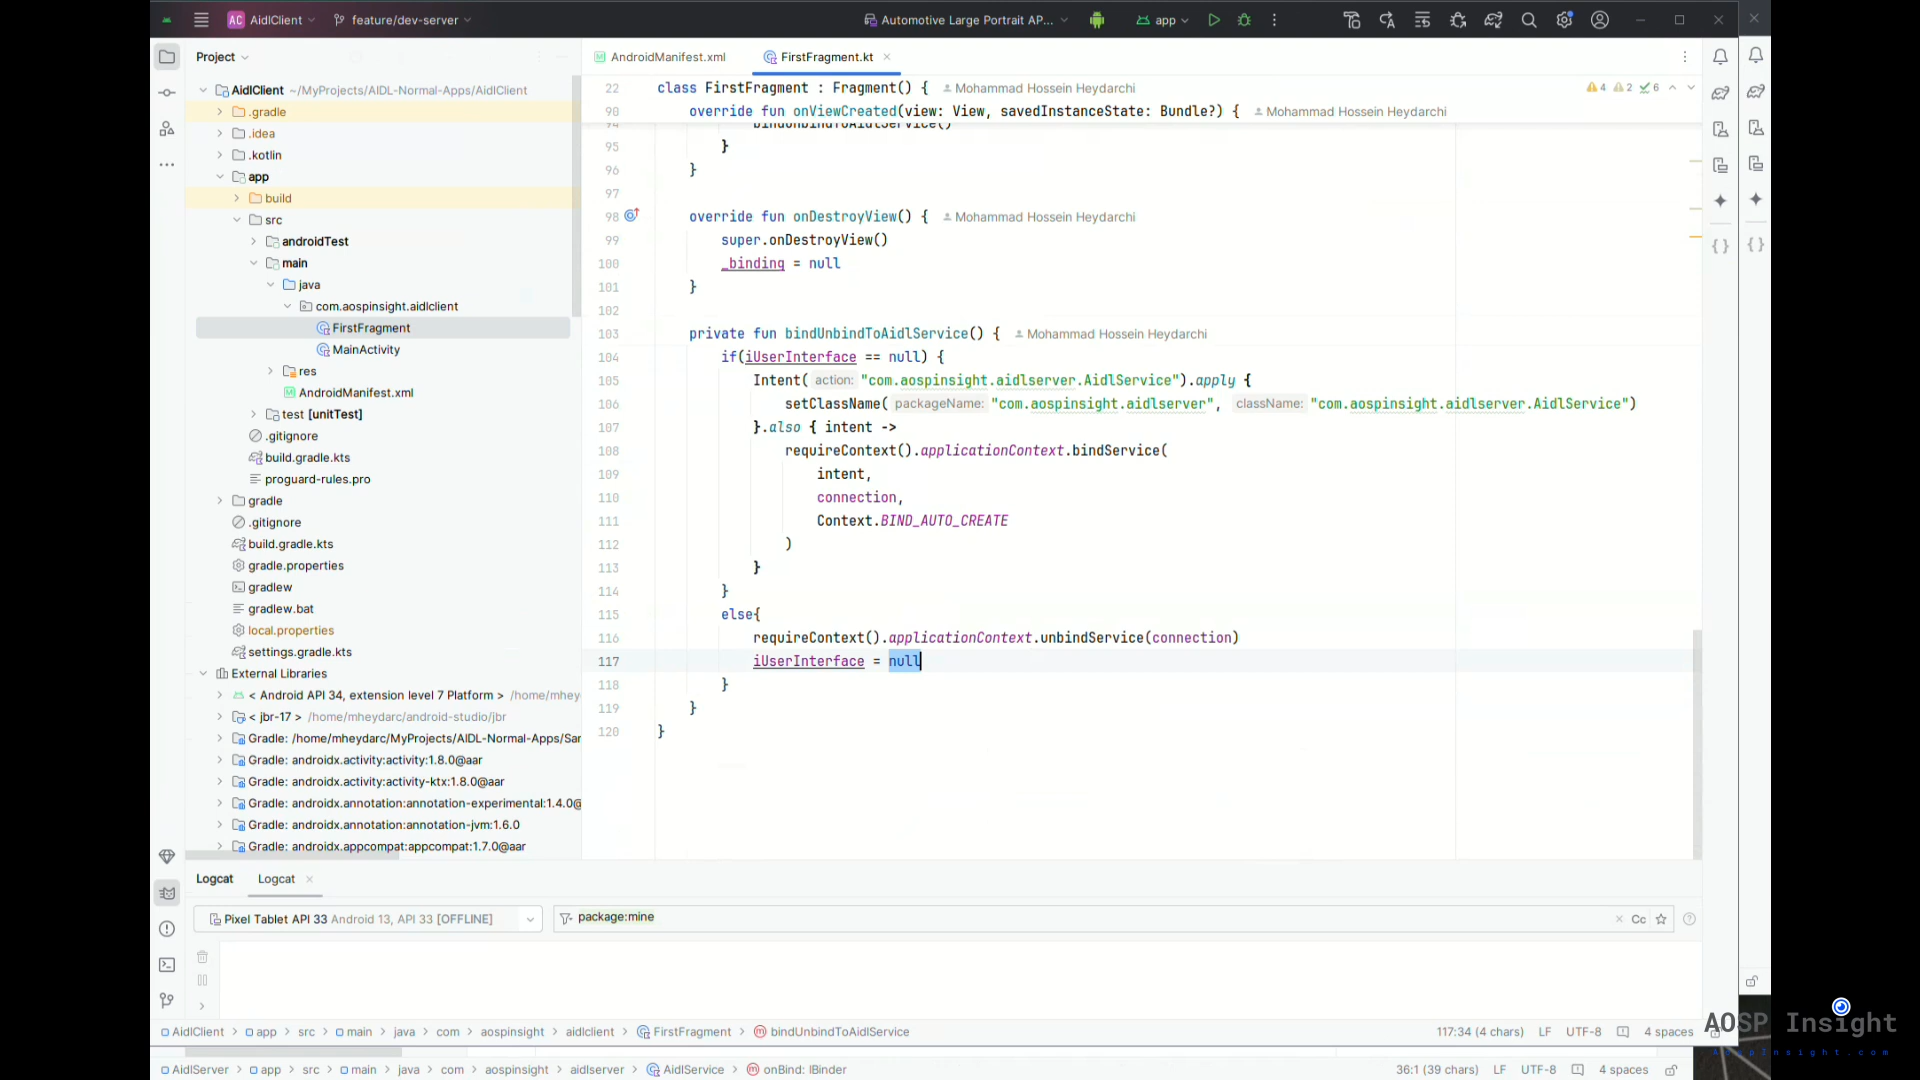 AC AidlClient feature/dev-server Automotive Large Portrait AP... app
Project
AidlClient ~/MyProjects/AIDL-Normal-Apps/AidlClient
.gradle
.idea
.kotlin
app
build
src
androidTest
main
java
com.aospinsight.aidlclient
FirstFragment
MainActivity
res
AndroidManifest.xml
test [unitTest]
.gitignore
build.gradle.kts
proguard-rules.pro
gradle
.gitignore
build.gradle.kts
gradle.properties
gradlew
gradlew.bat
local.properties
settings.gradle.kts
External Libraries
< Android API 34, extension level 7 Platform > /home/mhey
< jbr-17 > /home/mheydarc/android-studio/jbr
Gradle: /home/mheydarc/MyProjects/AIDL-Normal-Apps/Sar
Gradle: androidx.activity:activity:1.8.0@aar
Gradle: androidx.activity:activity-ktx:1.8.0@aar
Gradle: androidx.annotation:annotation-experimental:1.4.0@
Gradle: androidx.annotation:annotation-jvm:1.6.0
Gradle: androidx.appcompat:appcompat:1.7.0@aar
AndroidManifest.xml FirstFragment.kt
22 class FirstFragment : Fragment() { Mohammad Hossein Heydarchi 4 2 6
90 override fun onViewCreated(view: View, savedInstanceState: Bundle?) { Mohammad Hossein Heydarchi
94 bindUnbindToAidlService()
95 }
96 }
97
98 override fun onDestroyView() { Mohammad Hossein Heydarchi
99 super.onDestroyView()
100 _binding = null
101 }
102
103 private fun bindUnbindToAidlService() { Mohammad Hossein Heydarchi
104 if(iUserInterface == null) {
105 Intent( action: "com.aospinsight.aidlserver.AidlService").apply {
106 setClassName( packageName: "com.aospinsight.aidlserver", className: "com.aospinsight.aidlserver.AidlService")
107 }.also { intent ->
108 requireContext().applicationContext.bindService(
109 intent,
110 connection,
111 Context.BIND_AUTO_CREATE
112 )
113 }
114 }
115 else{
116 requireContext().applicationContext.unbindService(connection)
117 iUserInterface = null
118 }
119 }
120 }
Logcat Logcat
Pixel Tablet API 33 Android 13, API 33 [OFFLINE] package:mine Cc
AidlClient > app > src > main > java > com > aospinsight > aidlclient > FirstFragment > bindUnbindToAidlService 117:34 (4 chars) LF UTF-8 4 spaces
AOSP Insight
AospInsight.com
AidlServer > app > src > main > java > com > aospinsight > aidlserver > AidlService > onBind: IBinder 36:1 (39 chars) LF UTF-8 4 spaces